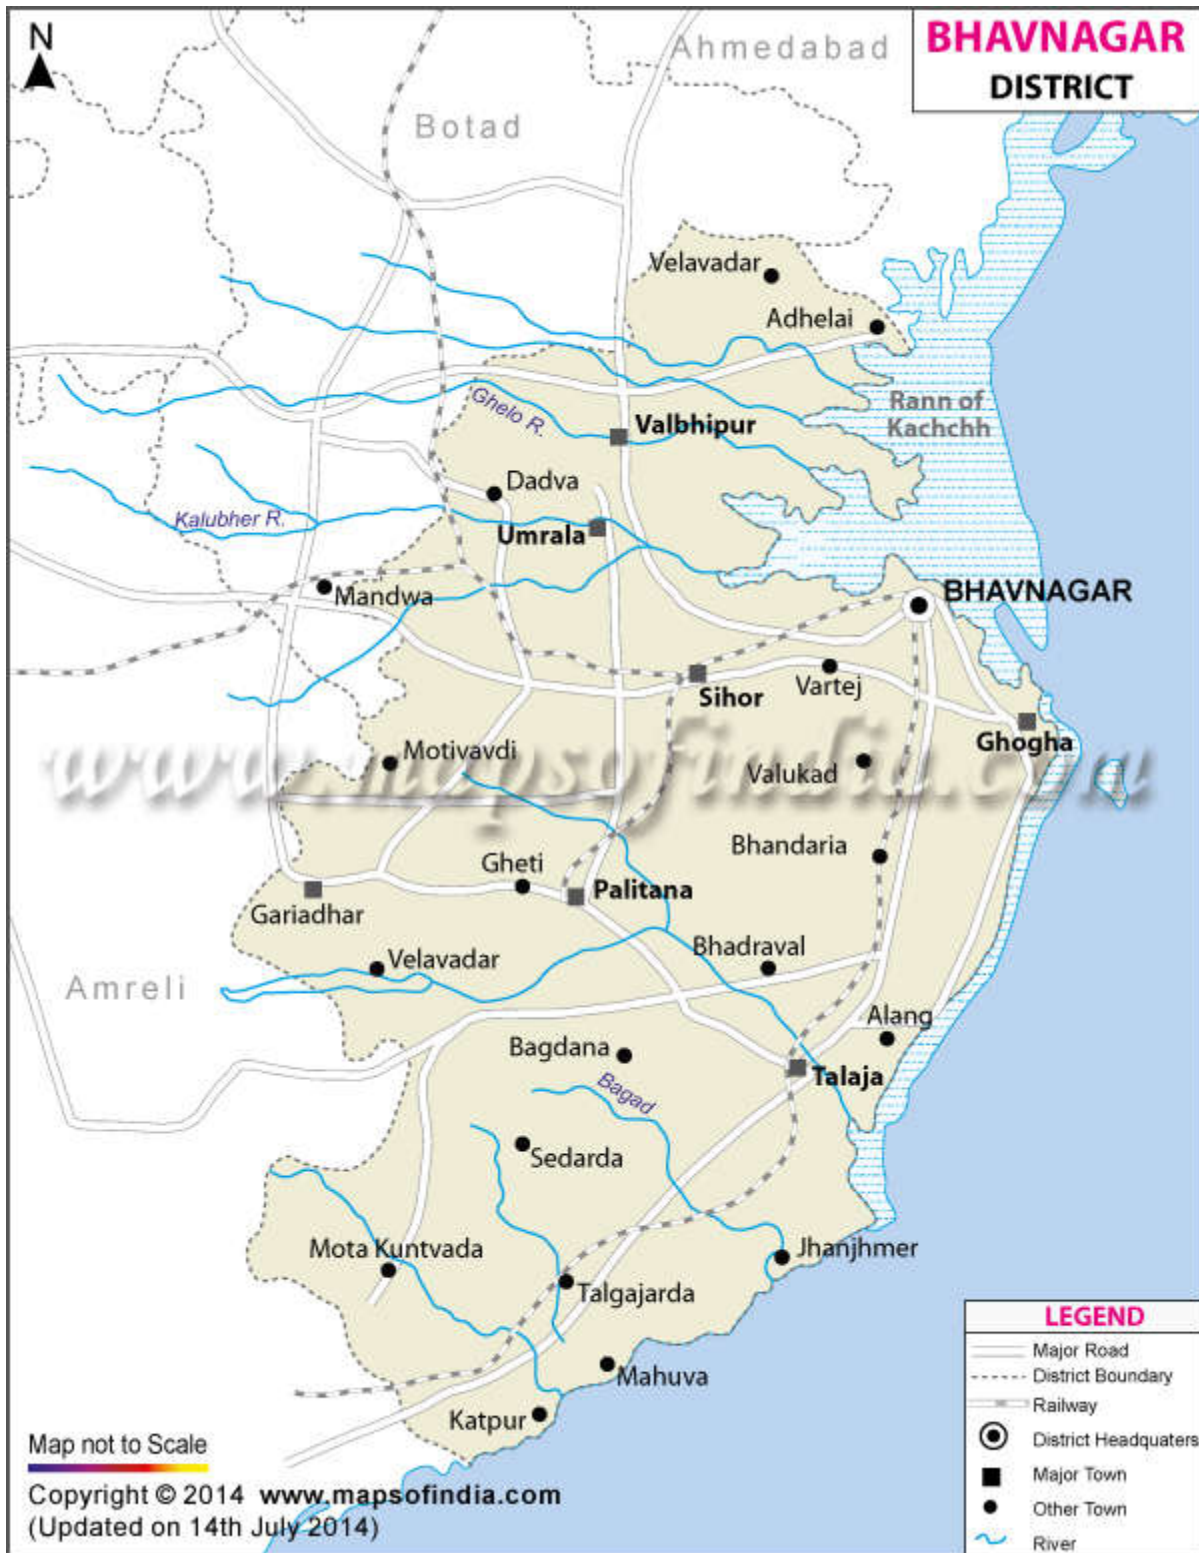 N
Ahmedabad
BHAVNAGAR
DISTRICT
Botad
Velavadar
Adhelai
Rann of
Kachchh
Ghelo R.
Valbhipur
Dadva
Kalubher R.
Umrala
Mandwa
BHAVNAGAR
Sihor
Vartej
Ghogha
Motivavdi
Valukad
www.mapsofindia.com
Bhandaria
Gheti
Palitana
Gariadhar
Bhadraval
Velavadar
Amreli
Alang
Bagdana
Talaja
Bagad
Sedarda
Mota Kuntvada
Jhanjhmer
Talgajarda
Mahuva
Katpur
LEGEND
Major Road
District Boundary
Railway
District Headquaters
Major Town
Other Town
River
Map not to Scale
Copyright © 2014 www.mapsofindia.com
(Updated on 14th July 2014)